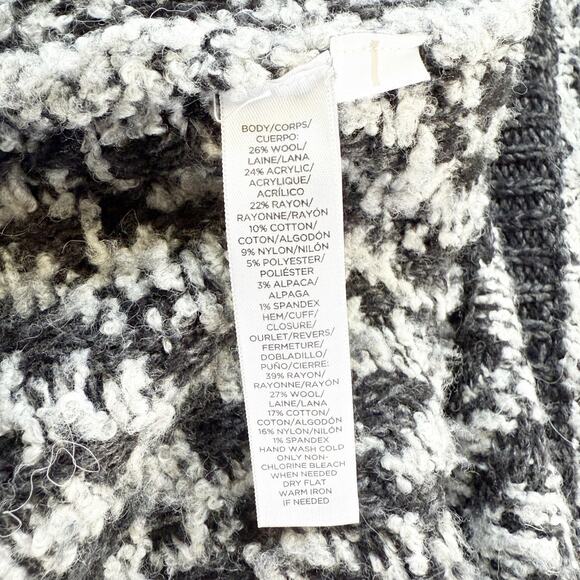 BODY/CORPS/
CUERPO:
26% WOOL/
LAINE/LANA
24% ACRYLIC/
ACRYLIQUE/
ACRÍLICO
22% RAYON/
RAYONNE/RAYÓN
10% COTTON/
COTON/ALGODÓN
9% NYLON/NILÓN
5% POLYESTER/
POLIÉSTER
3% ALPACA/
ALPAGA
1% SPANDEX
HEM/CUFF/
CLOSURE/
OURLET/REVERS/
FERMETURE/
DOBLADILLO/
PUÑO/CIERRE:
39% RAYON/
RAYONNE/RAYÓN
27% WOOL/
LAINE/LANA
17% COTTON/
COTON/ALGODÓN
16% NYLON/NILÓN
1% SPANDEX
HAND WASH COLD
ONLY NON-
CHLORINE BLEACH
WHEN NEEDED
DRY FLAT
WARM IRON
IF NEEDED